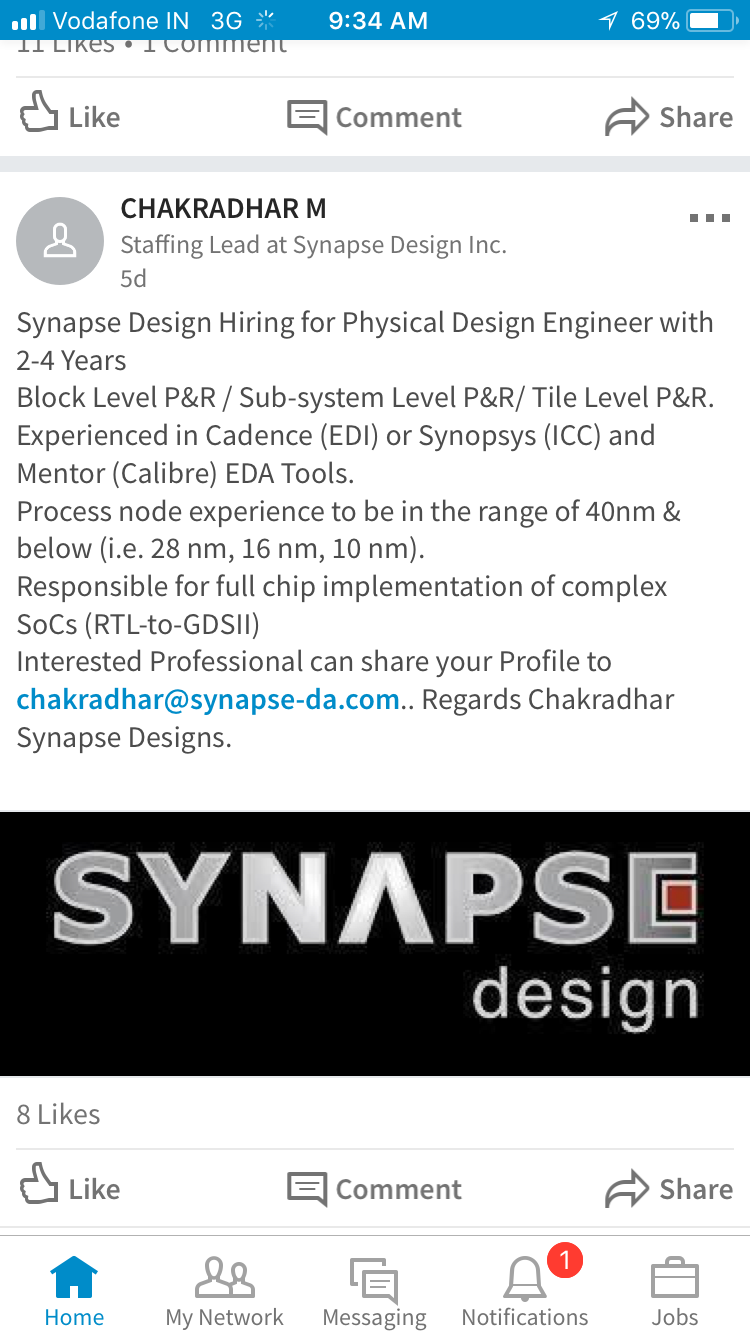 Vodafone IN 3G 9:34 AM 69%
11 Likes • 1 Comment
Like Comment Share
CHAKRADHAR M
Staffing Lead at Synapse Design Inc.
5d
Synapse Design Hiring for Physical Design Engineer with
2-4 Years
Block Level P&R / Sub-system Level P&R/ Tile Level P&R.
Experienced in Cadence (EDI) or Synopsys (ICC) and
Mentor (Calibre) EDA Tools.
Process node experience to be in the range of 40nm &
below (i.e. 28 nm, 16 nm, 10 nm).
Responsible for full chip implementation of complex
SoCs (RTL-to-GDSII)
Interested Professional can share your Profile to
chakradhar@synapse-da.com.. Regards Chakradhar
Synapse Designs.
SYNAPSE
design
8 Likes
Like Comment Share
1
Home My Network Messaging Notifications Jobs